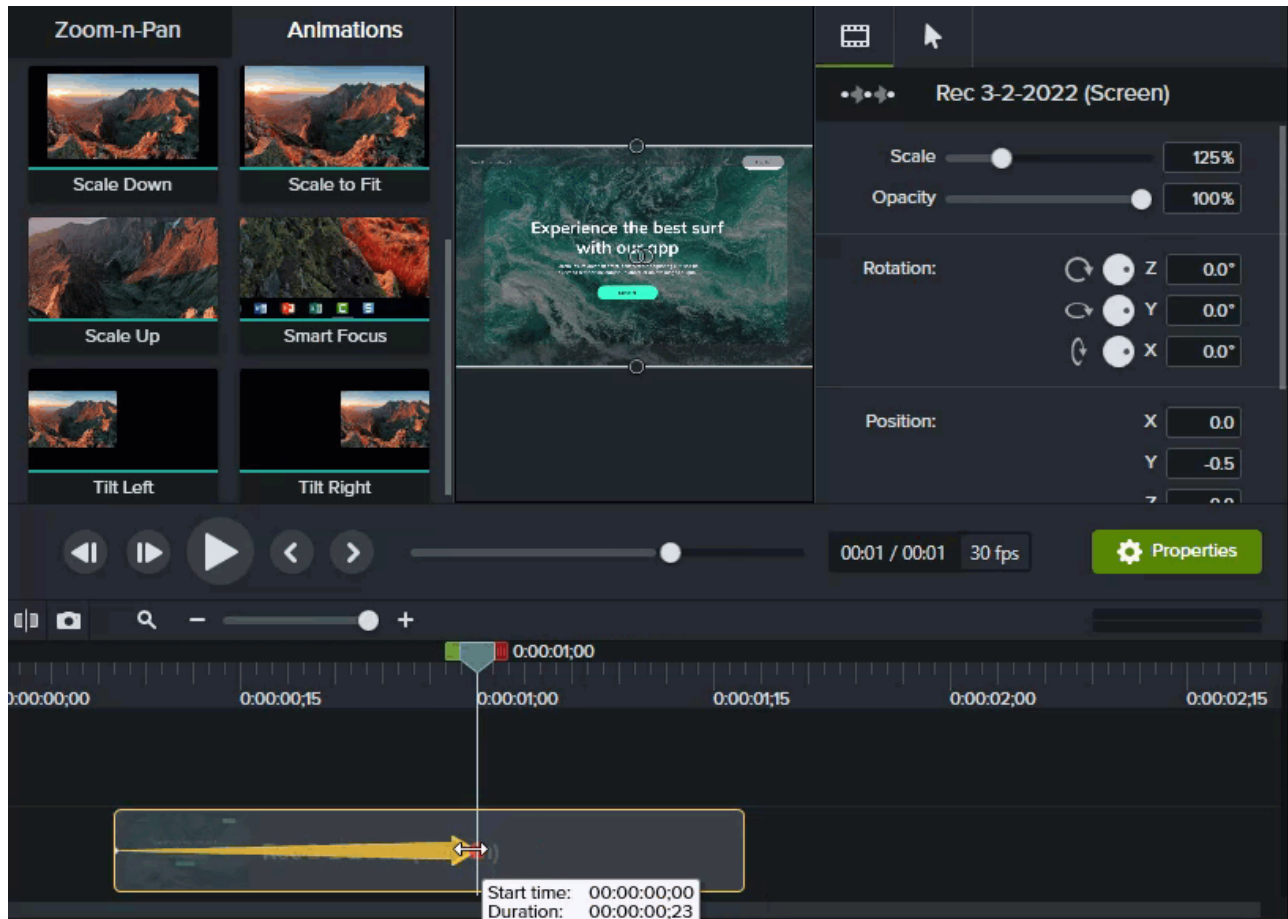 Zoom-n-Pan
Animations
Scale Down
Scale to Fit
Scale Up
Smart Focus
Tilt Left
Tilt Right
Experience the best surf
with our app
Rec 3-2-2022 (Screen)
Scale
125%
Opacity
100%
Rotation:
Z
0.0°
Y
0.0°
X
0.0°
Position:
X
0.0
Y
-0.5
Z
00:01 / 00:01
30 fps
Properties
0:00:01;00
0:00:00;00
0:00:00;15
0:00:01;00
0:00:01;15
0:00:02;00
0:00:02;15
Start time: 00:00:00;00
Duration: 00:00:00;23